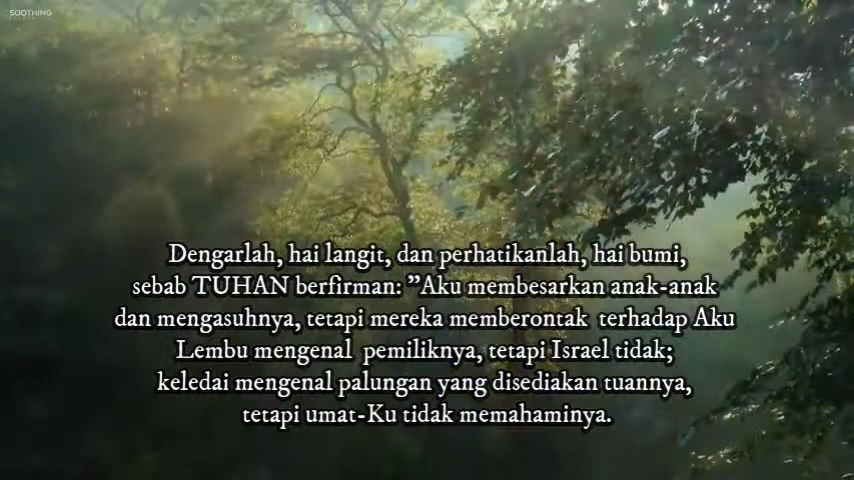 SOOTHING
Dengarlah, hai langit, dan perhatikanlah, hai bumi,
sebab TUHAN berfirman: "Aku membesarkan anak-anak
dan mengasuhnya, tetapi mereka memberontak  terhadap Aku
Lembu mengenal  pemiliknya, tetapi Israel tidak;
keledai mengenal palungan yang disediakan tuannya,
tetapi umat-Ku tidak memahaminya.